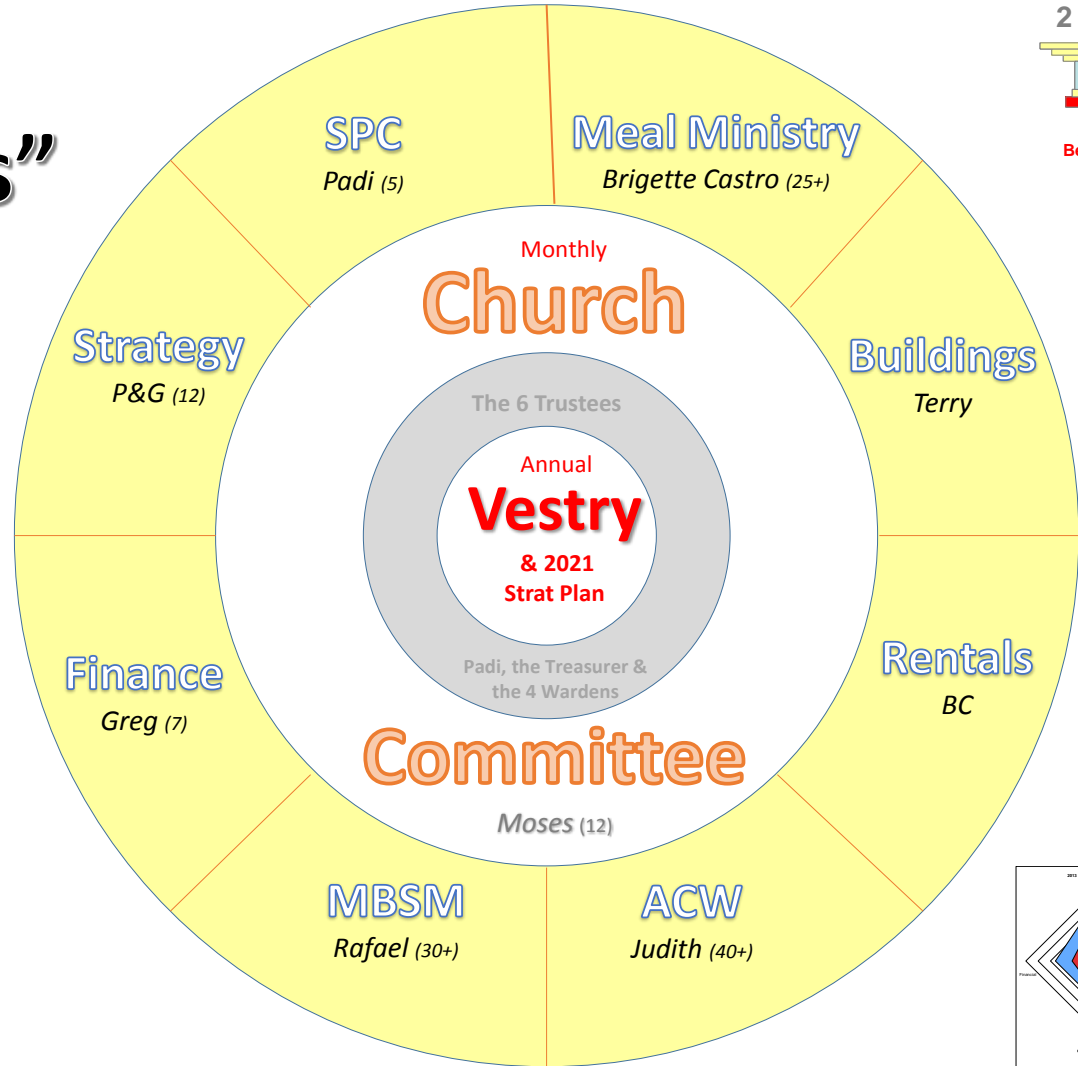 2
SPC
Padi (5)
Meal Ministry
Brigette Castro (25+)
Monthly
Church
Strategy
P&G (12)
Buildings
Terry
The 6 Trustees
Annual
Vestry
& 2021
Strat Plan
Finance
Greg (7)
Rentals
BC
Padi, the Treasurer &
the 4 Wardens
Committee
Moses (12)
MBSM
Rafael (30+)
ACW
Judith (40+)
2013
Financial